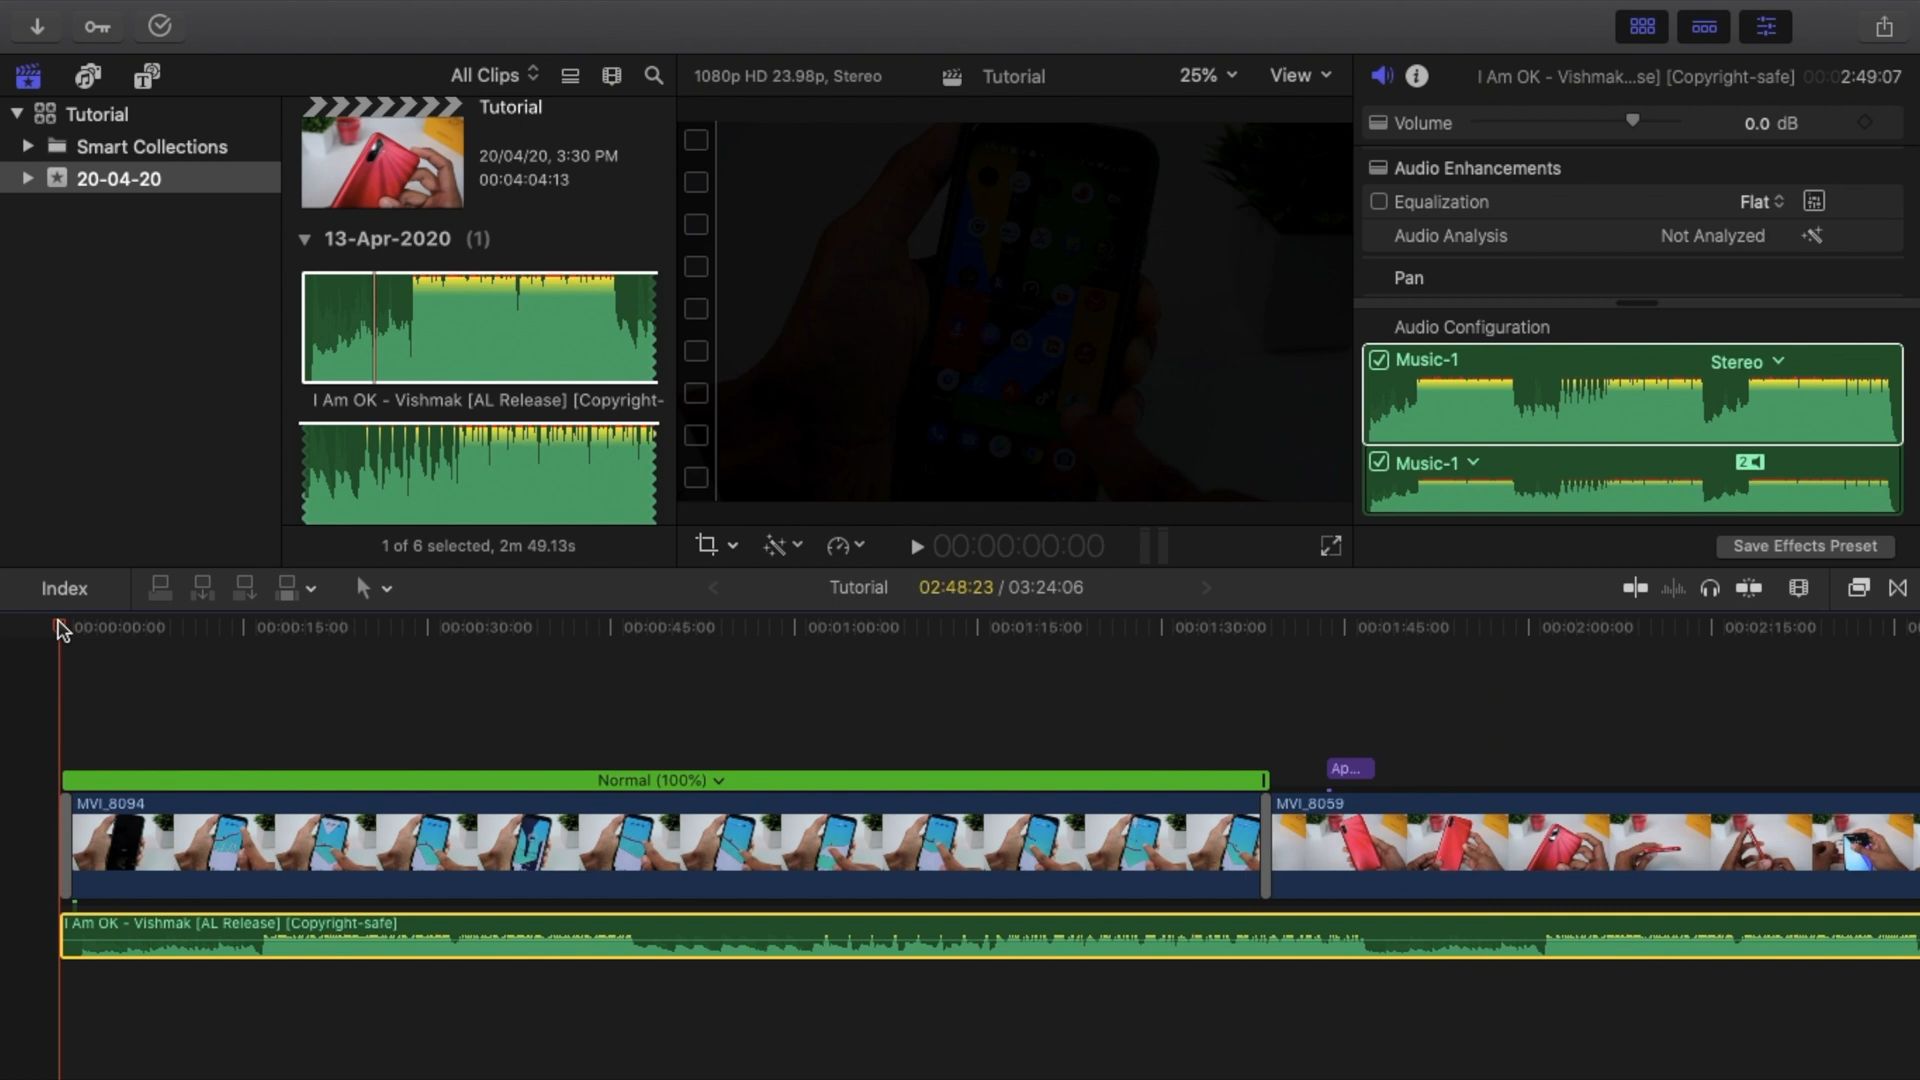 All Clips
1080p HD 23.98p, Stereo
Tutorial
25%
View
I Am OK - Vishmak...se] [Copyright-safe]
00:02:49:07
Tutorial
Smart Collections
20-04-20
Tutorial
20/04/20, 3:30 PM
00:04:04:13
13-Apr-2020 (1)
I Am OK - Vishmak [AL Release] [Copyright-
1 of 6 selected, 2m 49.13s
Volume
0.0 dB
Audio Enhancements
Equalization
Flat
Audio Analysis
Not Analyzed
Pan
Audio Configuration
Music-1
Stereo
Music-1
2
Save Effects Preset
00:00:00:00
Index
Tutorial
02:48:23 / 03:24:06
00:00:00:00
00:00:15:00
00:00:30:00
00:00:45:00
00:01:00:00
00:01:15:00
00:01:30:00
00:01:45:00
00:02:00:00
00:02:15:00
Normal (100%)
Ap...
MVI_8094
MVI_8059
I Am OK - Vishmak [AL Release] [Copyright-safe]